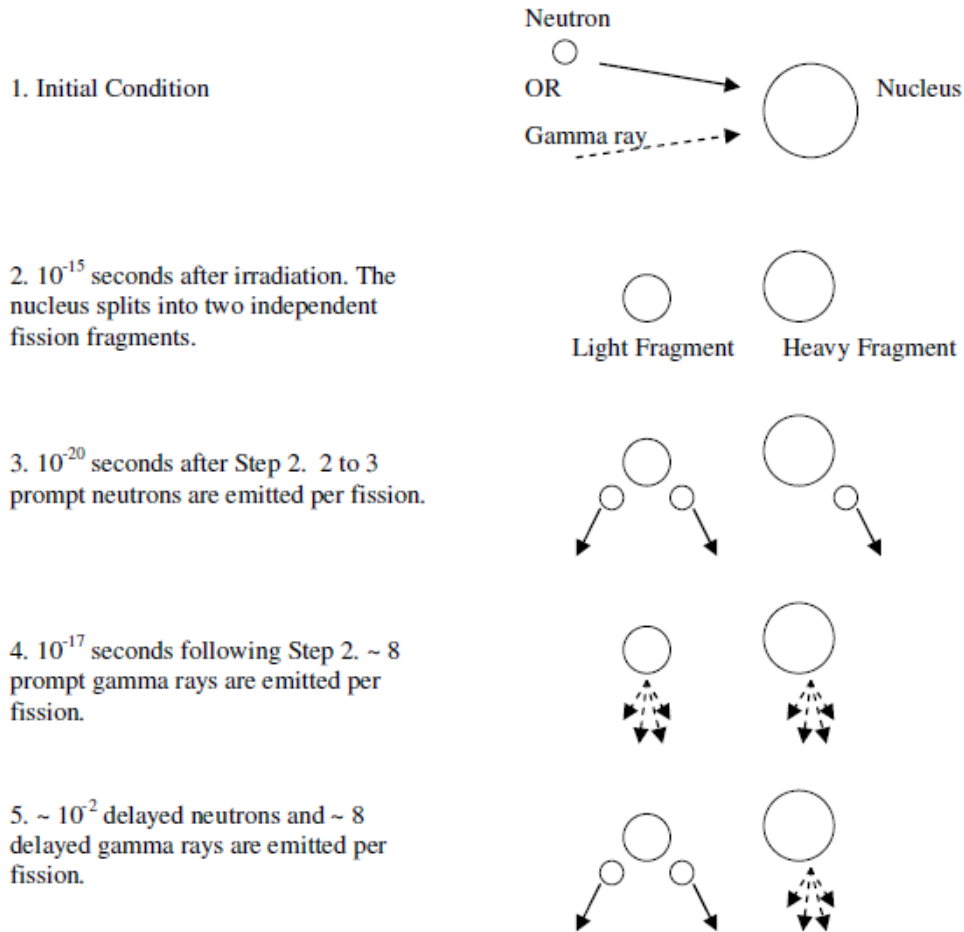 Neutron
1. Initial Condition
OR
Nucleus
Gamma ray
2. 10⁻¹⁵ seconds after irradiation. The
nucleus splits into two independent
fission fragments.
Light Fragment
Heavy Fragment
3. 10⁻²⁰ seconds after Step 2. 2 to 3
prompt neutrons are emitted per fission.
4. 10⁻¹⁷ seconds following Step 2. ~ 8
prompt gamma rays are emitted per
fission.
5. ~ 10⁻² delayed neutrons and ~ 8
delayed gamma rays are emitted per
fission.